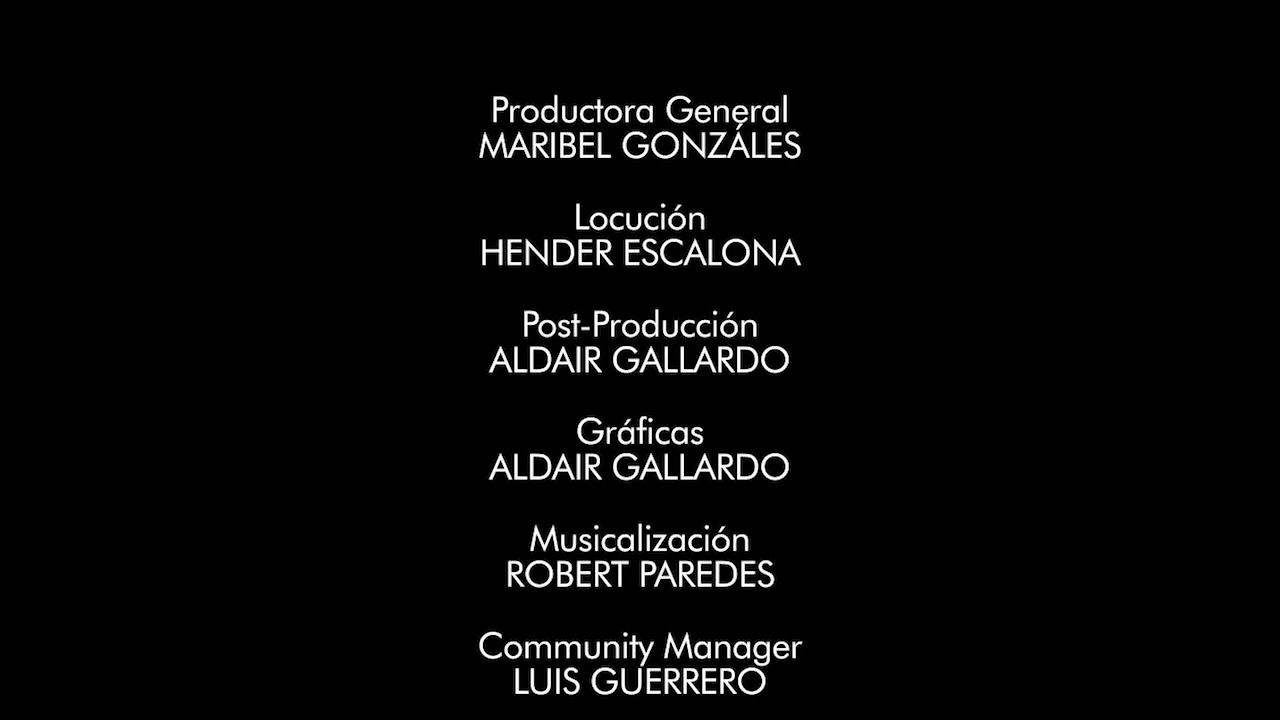 Productora General
MARIBEL GONZÁLES
Locución
HENDER ESCALONA
Post-Producción
ALDAIR GALLARDO
Gráficas
ALDAIR GALLARDO
Musicalización
ROBERT PAREDES
Community Manager
LUIS GUERRERO